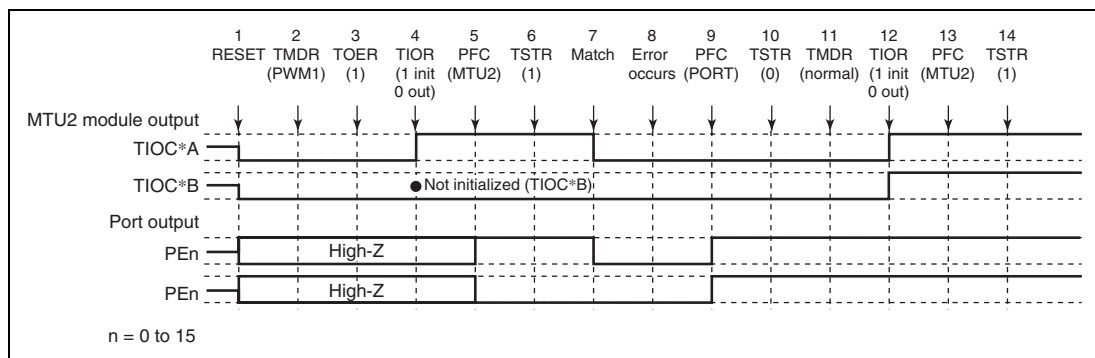 1 2 3 4 5 6 7 8 9 10 11 12 13 14
RESET TMDR TOER TIOR PFC TSTR Match Error PFC TSTR TMDR TIOR PFC TSTR
(PWM1) (1) (1 init (MTU2) (1) occurs (PORT) (0) (normal) (1 init (MTU2) (1)
0 out) 0 out)
MTU2 module output
TIOC*A
TIOC*B
● Not initialized (TIOC*B)
Port output
PEn
High-Z
PEn
High-Z
n = 0 to 15